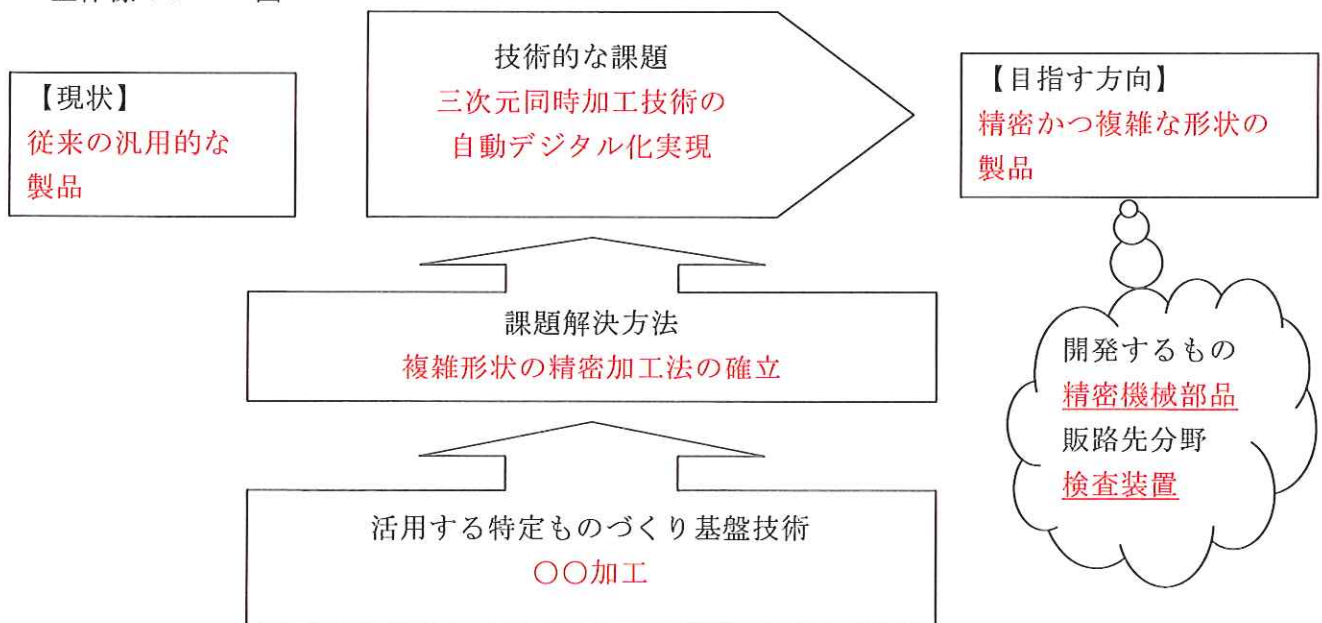 技術的な課題
三次元同時加工技術の
自動デジタル化実現
【現状】
従来の汎用的な
製品
【目指す方向】
精密かつ複雑な形状の
製品
課題解決方法
複雑形状の精密加工法の確立
開発するもの
精密機械部品
販路先分野
検査装置
活用する特定ものづくり基盤技術
〇〇加工